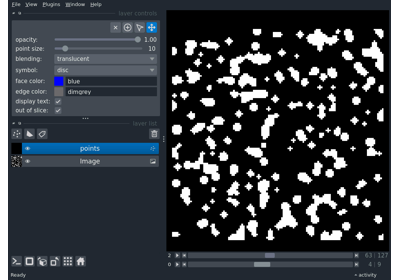 File View Plugins Window Help
layer controls
opacity: 1.00
point size: 10
blending: translucent
symbol: disc
face color: blue
edge color: dimgrey
display text:
out of slice:
layer list
points
Image
2 63 127
0 4 9
Ready activity